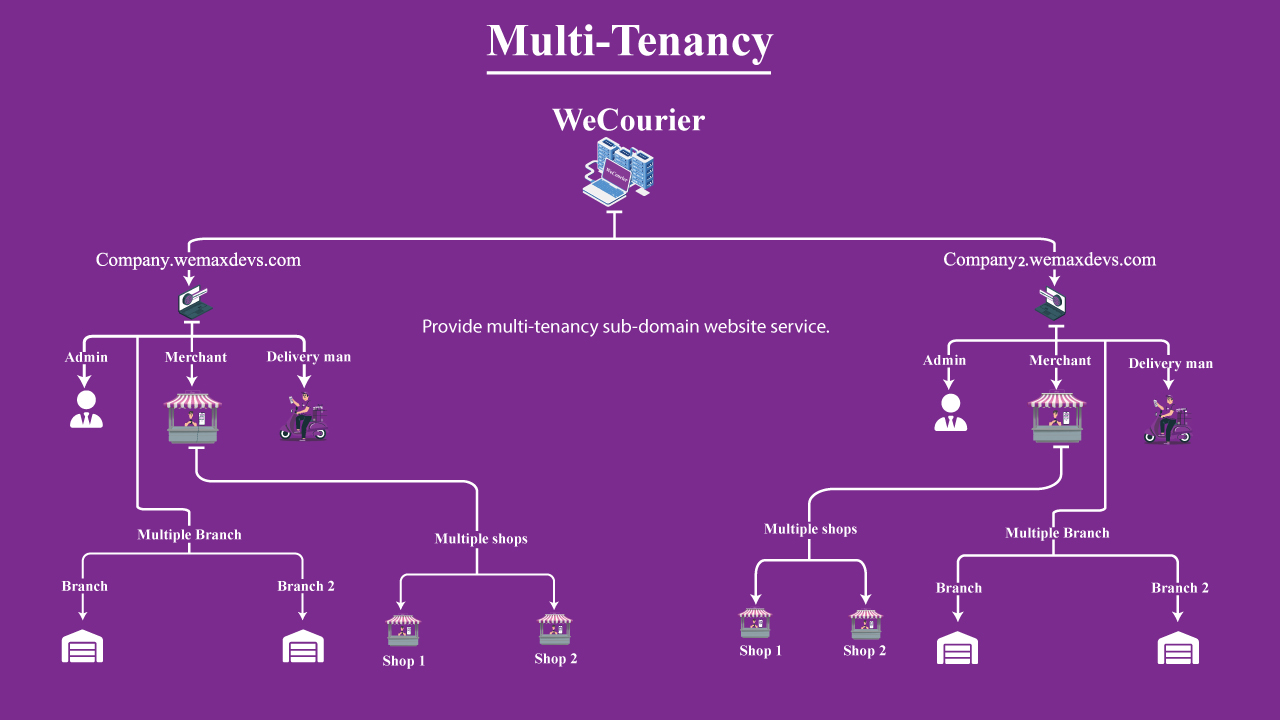 Multi-Tenancy
WeCourier
WeCourier
Company.wemaxdevs.com
Company2.wemaxdevs.com
Provide multi-tenancy sub-domain website service.
Admin
Merchant
Delivery man
Admin
Merchant
Delivery man
Multiple Branch
Multiple shops
Multiple shops
Multiple Branch
Branch
Branch 2
Branch
Branch 2
Shop 1
Shop 2
Shop 1
Shop 2